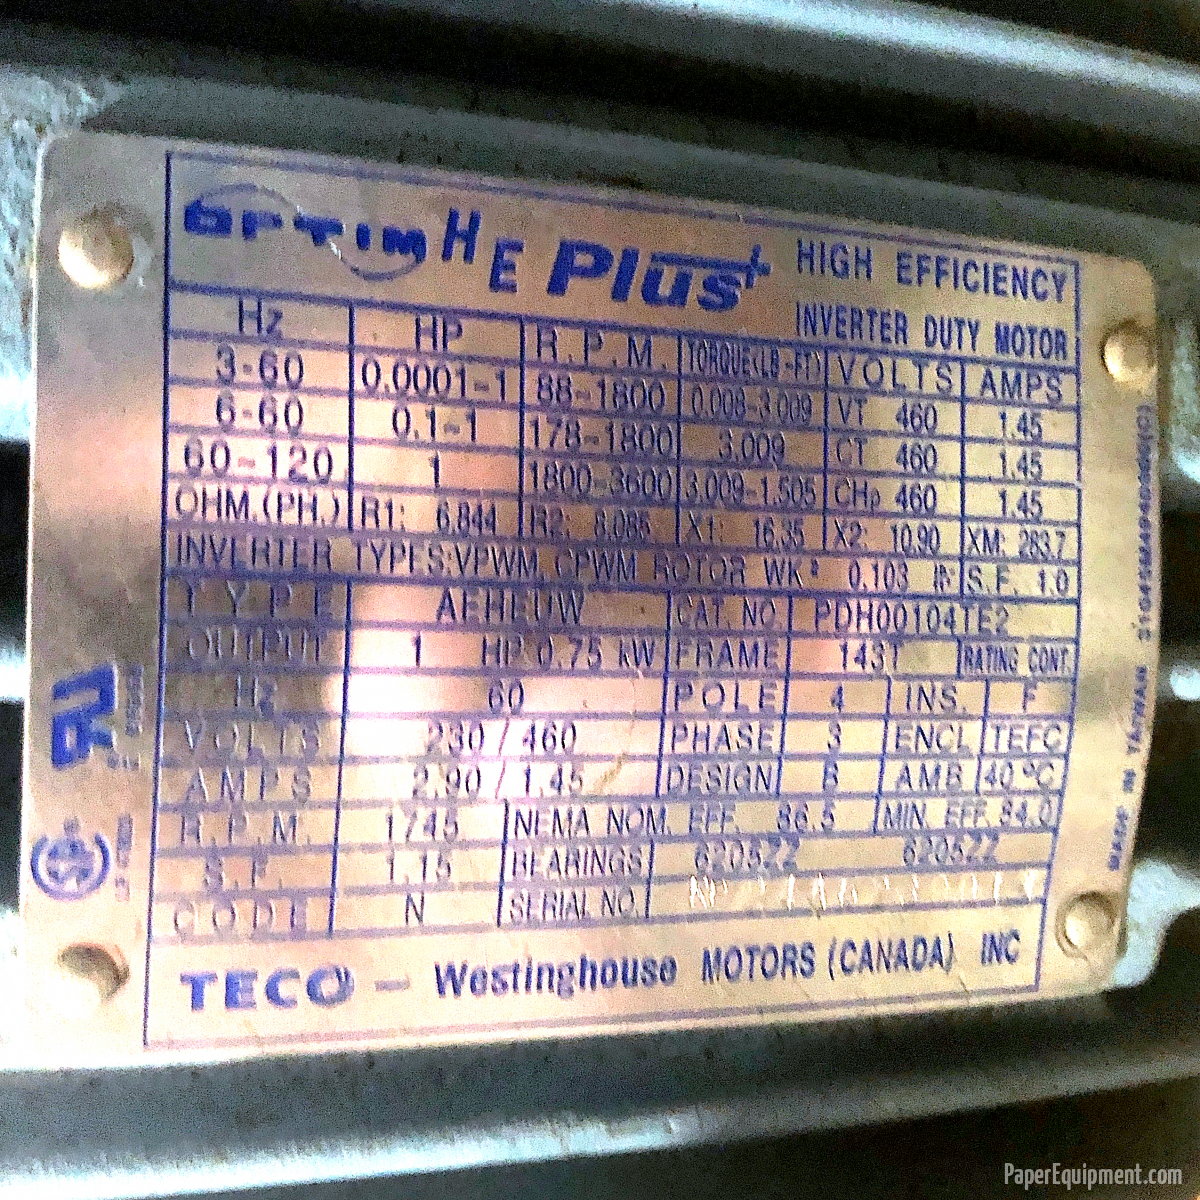 OPTIM HE Plus+ HIGH EFFICIENCY
INVERTER DUTY MOTOR
Hz HP R.P.M. TORQUE(LB-FT) VOLTS AMPS
3-60 0.0001~1 88~1800 0.008~3.009 VT 460 1.45
6-60 0.1~1 178~1800 3.009 CT 460 1.45
60~120 1 1800~3600 3.009~1.505 CHP 460 1.45
OHM.(PH.) R1: 6.844 R2: 8.085 X1: 16.35 X2: 10.90 XM: 283.7
INVERTER TYPES:VPWM, CPWM ROTOR WK² 0.103 lb² S.F. 1.0
TYPE AEHEUW CAT. NO. PDH00104TE2
OUTPUT 1 HP 0.75 kW FRAME 143T RATING CONT.
Hz 60 POLE 4 INS. F
VOLTS 230 / 460 PHASE 3 ENCL TEFC
AMPS 2.90 / 1.45 DESIGN B AMB 40°C
R.P.M. 1745 NEMA NOM. EFF. 86.5 MIN. EFF. 84.0
S.F. 1.15 BEARINGS 6205ZZ 6205ZZ
CODE N SERIAL NO.
TECO - Westinghouse MOTORS (CANADA) INC
MADE IN TAIWAN
PaperEquipment.com